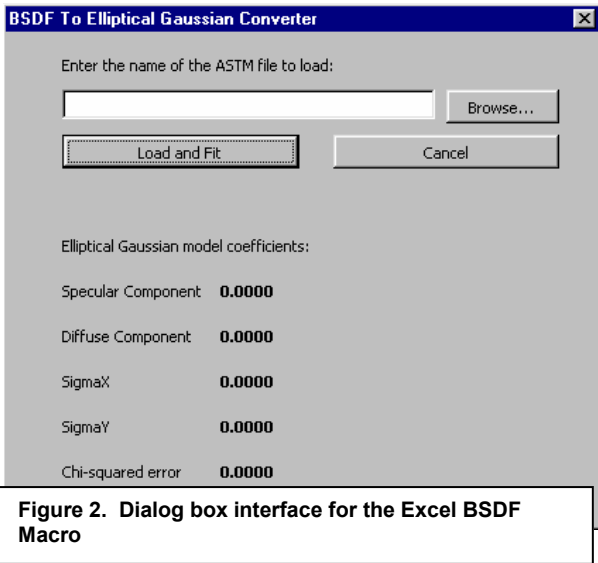 BSDF To Elliptical Gaussian Converter
Enter the name of the ASTM file to load:
Browse...
Load and Fit
Cancel
Elliptical Gaussian model coefficients:
Specular Component 0.0000
Diffuse Component 0.0000
SigmaX 0.0000
SigmaY 0.0000
Chi-squared error 0.0000
Figure 2. Dialog box interface for the Excel BSDF
Macro